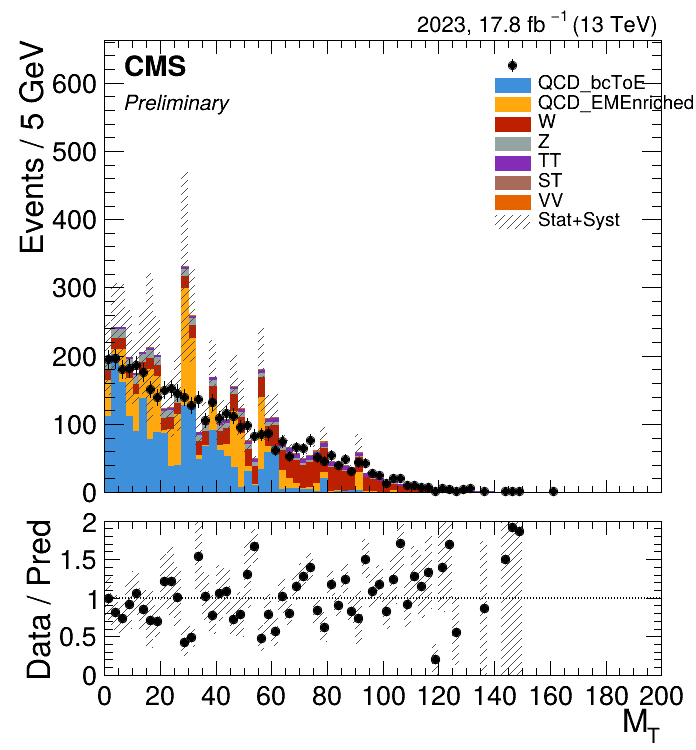 2023, 17.8 fb⁻¹ (13 TeV)
CMS
Preliminary
QCD_bcToE
QCD_EMEnriched
W
Z
TT
ST
VV
Stat+Syst
Events / 5 GeV
600
500
400
300
200
100
0
Data / Pred
2
1.5
1
0.5
0
0 20 40 60 80 100 120 140 160 180 200
M_T